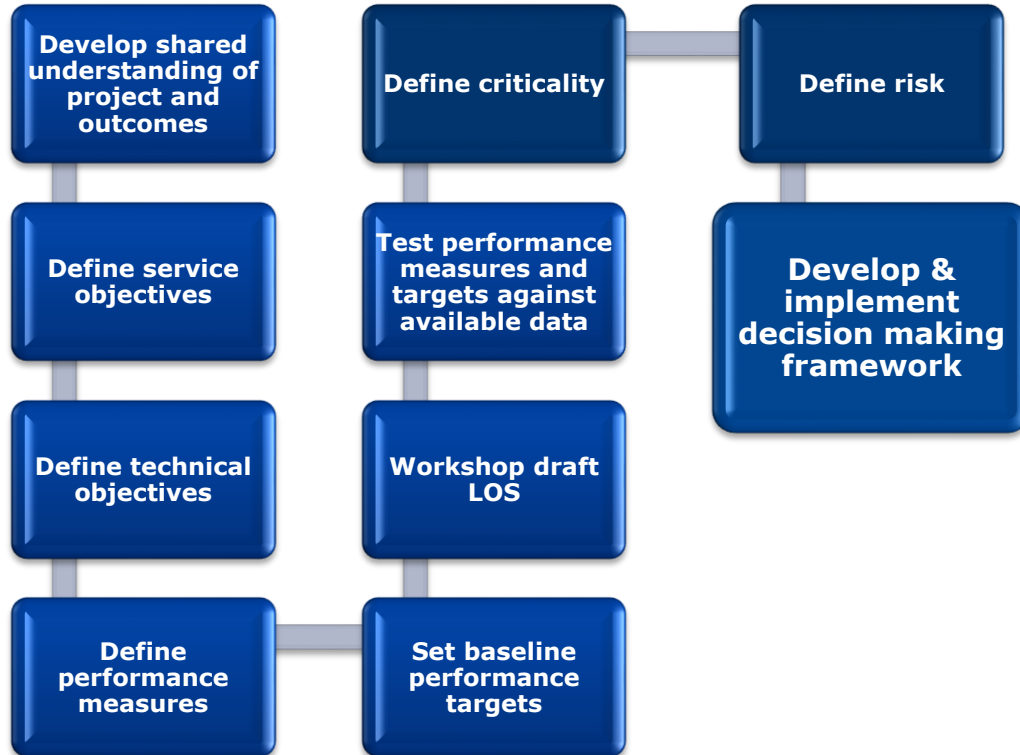 Develop shared
understanding of
project and
outcomes
Define service
objectives
Define technical
objectives
Define
performance
measures
Set baseline
performance
targets
Workshop draft
LOS
Test performance
measures and
targets against
available data
Define criticality
Define risk
Develop &
implement
decision making
framework